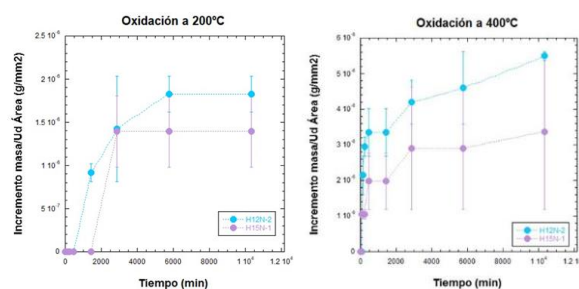 Oxidación a 200ºC
Incremento masa/Ud Área (g/mm2)
2.5 10⁻⁶
2 10⁻⁶
1.5 10⁻⁶
1 10⁻⁶
5 10⁻⁷
0
0 2000 4000 6000 8000 1 10⁴ 1.2 10⁴
H12N-2
H15N-1
Tiempo (min)
Oxidación a 400ºC
Incremento masa/Ud Área (g/mm2)
6 10⁻⁶
5 10⁻⁶
4 10⁻⁶
3 10⁻⁶
2 10⁻⁶
1 10⁻⁶
0
0 2000 4000 6000 8000 1 10⁴ 1.2 10⁴
H12N-2
H15N-1
Tiempo (min)